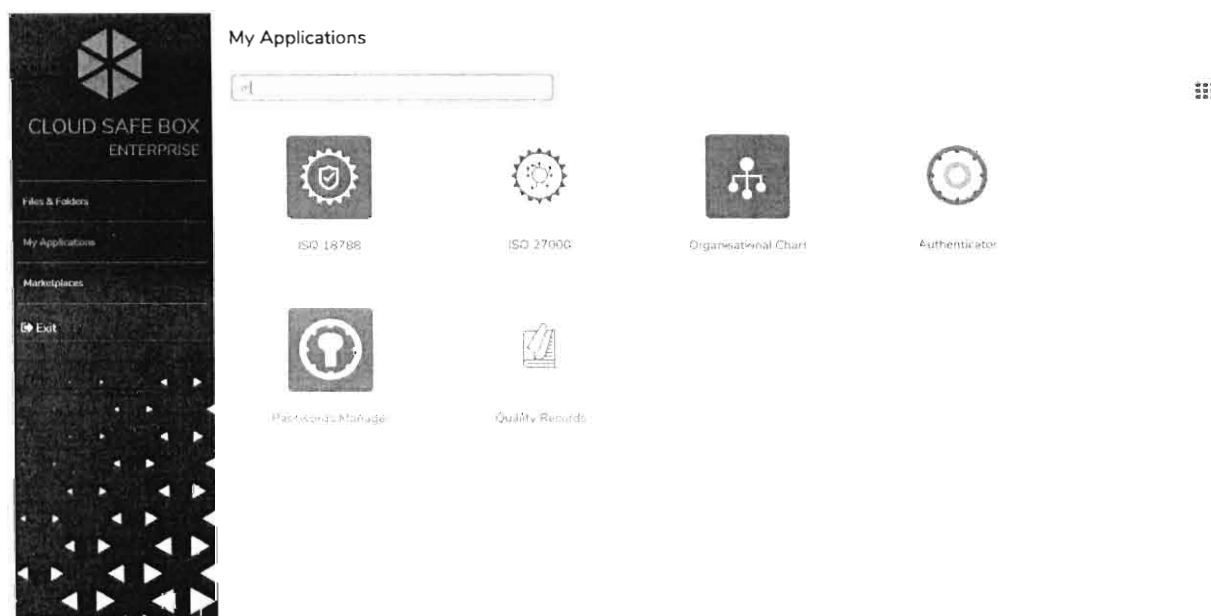 My Applications
CLOUD SAFE BOX
ENTERPRISE
Files & Folders
My Applications
Marketplaces
Exit
ISO 18788
ISO 27000
Organisational Chart
Authenticator
Passwords Manager
Quality Records